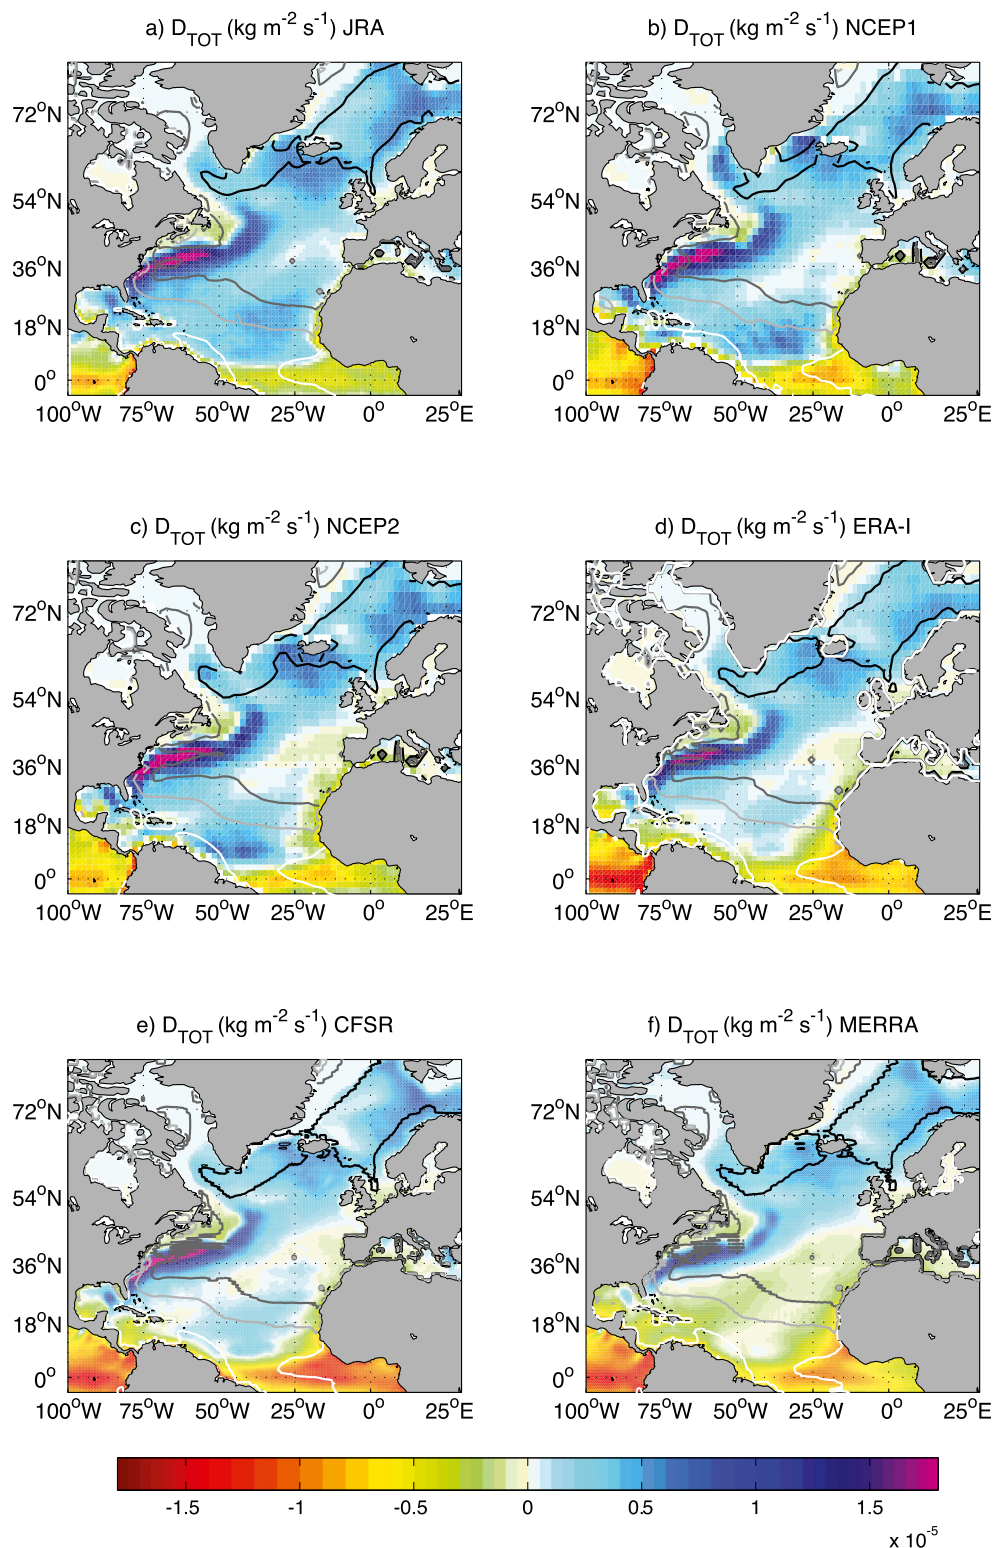 a) D_TOT (kg m^-2 s^-1) JRA
b) D_TOT (kg m^-2 s^-1) NCEP1
72°N 72°N
54°N 54°N
36°N 36°N
18°N 18°N
0° 0°
100°W 75°W 50°W 25°W 0° 25°E
100°W 75°W 50°W 25°W 0° 25°E
c) D_TOT (kg m^-2 s^-1) NCEP2
d) D_TOT (kg m^-2 s^-1) ERA-I
72°N 72°N
54°N 54°N
36°N 36°N
18°N 18°N
0° 0°
100°W 75°W 50°W 25°W 0° 25°E
100°W 75°W 50°W 25°W 0° 25°E
e) D_TOT (kg m^-2 s^-1) CFSR
f) D_TOT (kg m^-2 s^-1) MERRA
72°N 72°N
54°N 54°N
36°N 36°N
18°N 18°N
0° 0°
100°W 75°W 50°W 25°W 0° 25°E
100°W 75°W 50°W 25°W 0° 25°E
-1.5 -1 -0.5 0 0.5 1 1.5
x 10^-5